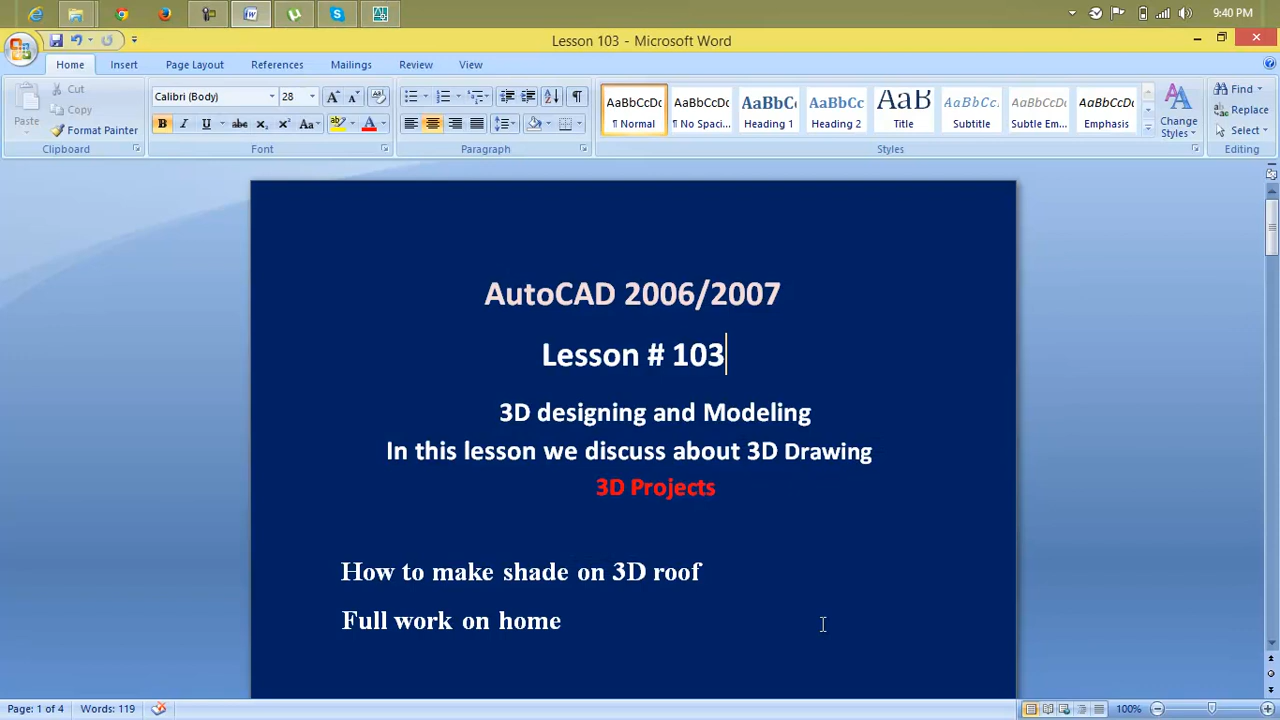 9:40 PM
Lesson 103 - Microsoft Word
Home Insert Page Layout References Mailings Review View
Paste
Cut
Copy
Format Painter
Clipboard
Calibri (Body) 28
B I U abc x₂ x² Aa
Font
Paragraph
AaBbCcDc AaBbCcDc AaBbC AaBbCc AaB AaBbCc. AaBbCcDc AaBbCcDc
¶ Normal ¶ No Spaci... Heading 1 Heading 2 Title Subtitle Subtle Em... Emphasis
Change Styles
Styles
Find
Replace
Select
Editing
AutoCAD 2006/2007
Lesson # 103
3D designing and Modeling
In this lesson we discuss about 3D Drawing
3D Projects
How to make shade on 3D roof
Full work on home
Page: 1 of 4 Words: 119 100%